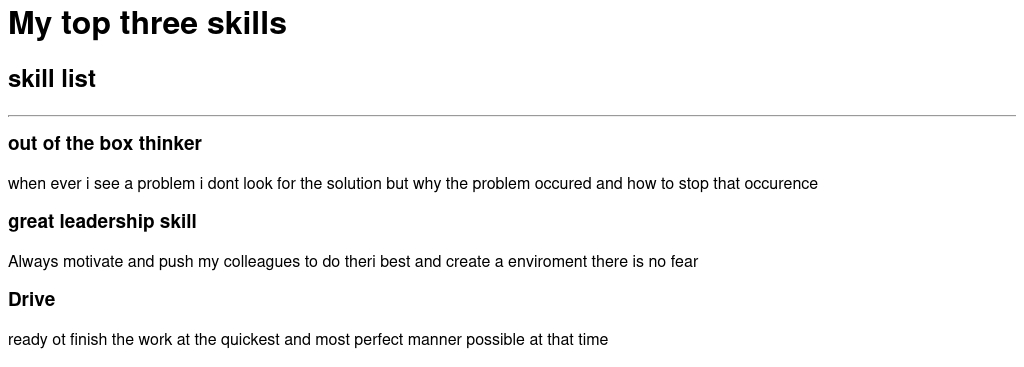 My top three skills
skill list
out of the box thinker
when ever i see a problem i dont look for the solution but why the problem occured and how to stop that occurence
great leadership skill
Always motivate and push my colleagues to do theri best and create a enviroment there is no fear
Drive
ready ot finish the work at the quickest and most perfect manner possible at that time